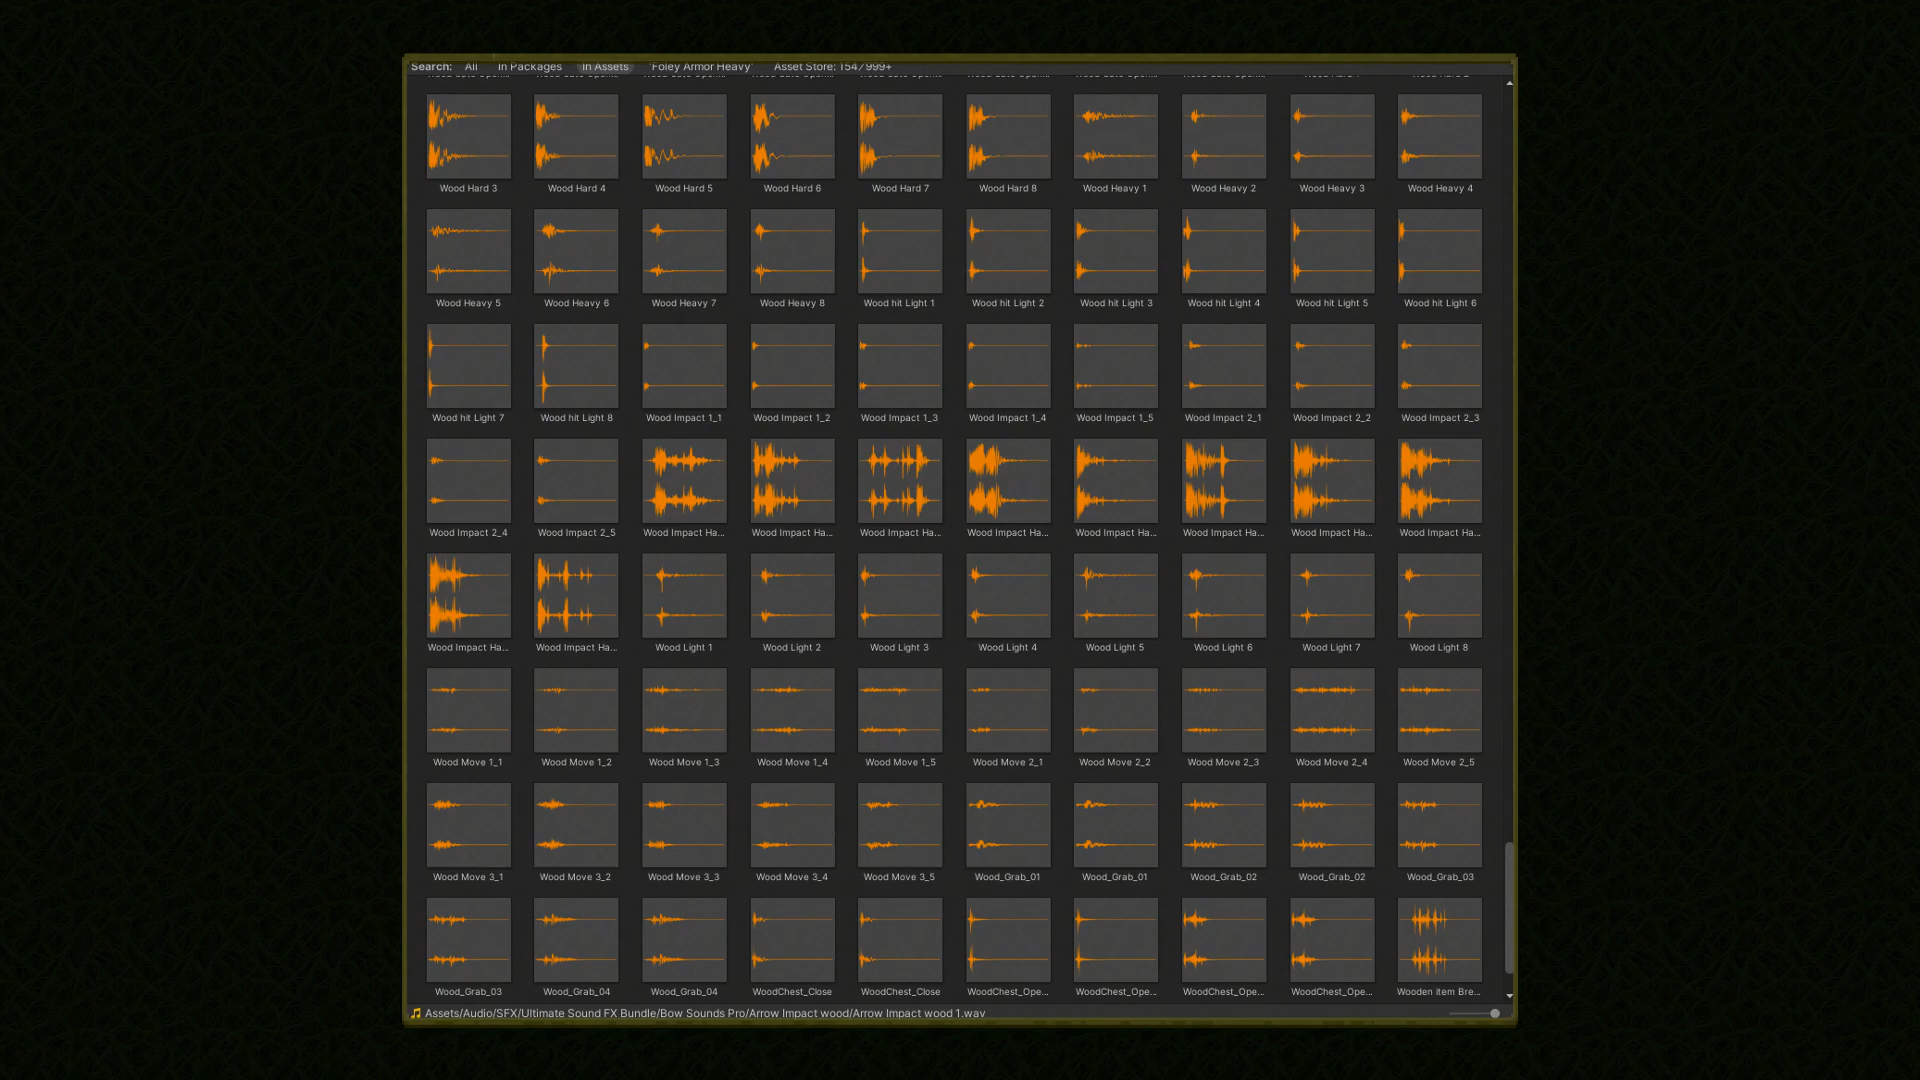 Search: All In Packages In Assets 'Foley Armor Heavy' Asset Store: 154/999+
Wood Hard 3 Wood Hard 4 Wood Hard 5 Wood Hard 6 Wood Hard 7 Wood Hard 8 Wood Heavy 1 Wood Heavy 2 Wood Heavy 3 Wood Heavy 4
Wood Heavy 5 Wood Heavy 6 Wood Heavy 7 Wood Heavy 8 Wood hit Light 1 Wood hit Light 2 Wood hit Light 3 Wood hit Light 4 Wood hit Light 5 Wood hit Light 6
Wood hit Light 7 Wood hit Light 8 Wood Impact 1_1 Wood Impact 1_2 Wood Impact 1_3 Wood Impact 1_4 Wood Impact 1_5 Wood Impact 2_1 Wood Impact 2_2 Wood Impact 2_3
Wood Impact 2_4 Wood Impact 2_5 Wood Impact Ha... Wood Impact Ha... Wood Impact Ha... Wood Impact Ha... Wood Impact Ha... Wood Impact Ha... Wood Impact Ha... Wood Impact Ha...
Wood Impact Ha... Wood Impact Ha... Wood Light 1 Wood Light 2 Wood Light 3 Wood Light 4 Wood Light 5 Wood Light 6 Wood Light 7 Wood Light 8
Wood Move 1_1 Wood Move 1_2 Wood Move 1_3 Wood Move 1_4 Wood Move 1_5 Wood Move 2_1 Wood Move 2_2 Wood Move 2_3 Wood Move 2_4 Wood Move 2_5
Wood Move 3_1 Wood Move 3_2 Wood Move 3_3 Wood Move 3_4 Wood Move 3_5 Wood_Grab_01 Wood_Grab_01 Wood_Grab_02 Wood_Grab_02 Wood_Grab_03
Wood_Grab_03 Wood_Grab_04 Wood_Grab_04 WoodChest_Close WoodChest_Close WoodChest_Ope... WoodChest_Ope... WoodChest_Ope... WoodChest_Ope... Wooden item Bre...
Assets/Audio/SFX/Ultimate Sound FX Bundle/Bow Sounds Pro/Arrow Impact wood/Arrow Impact wood 1.wav